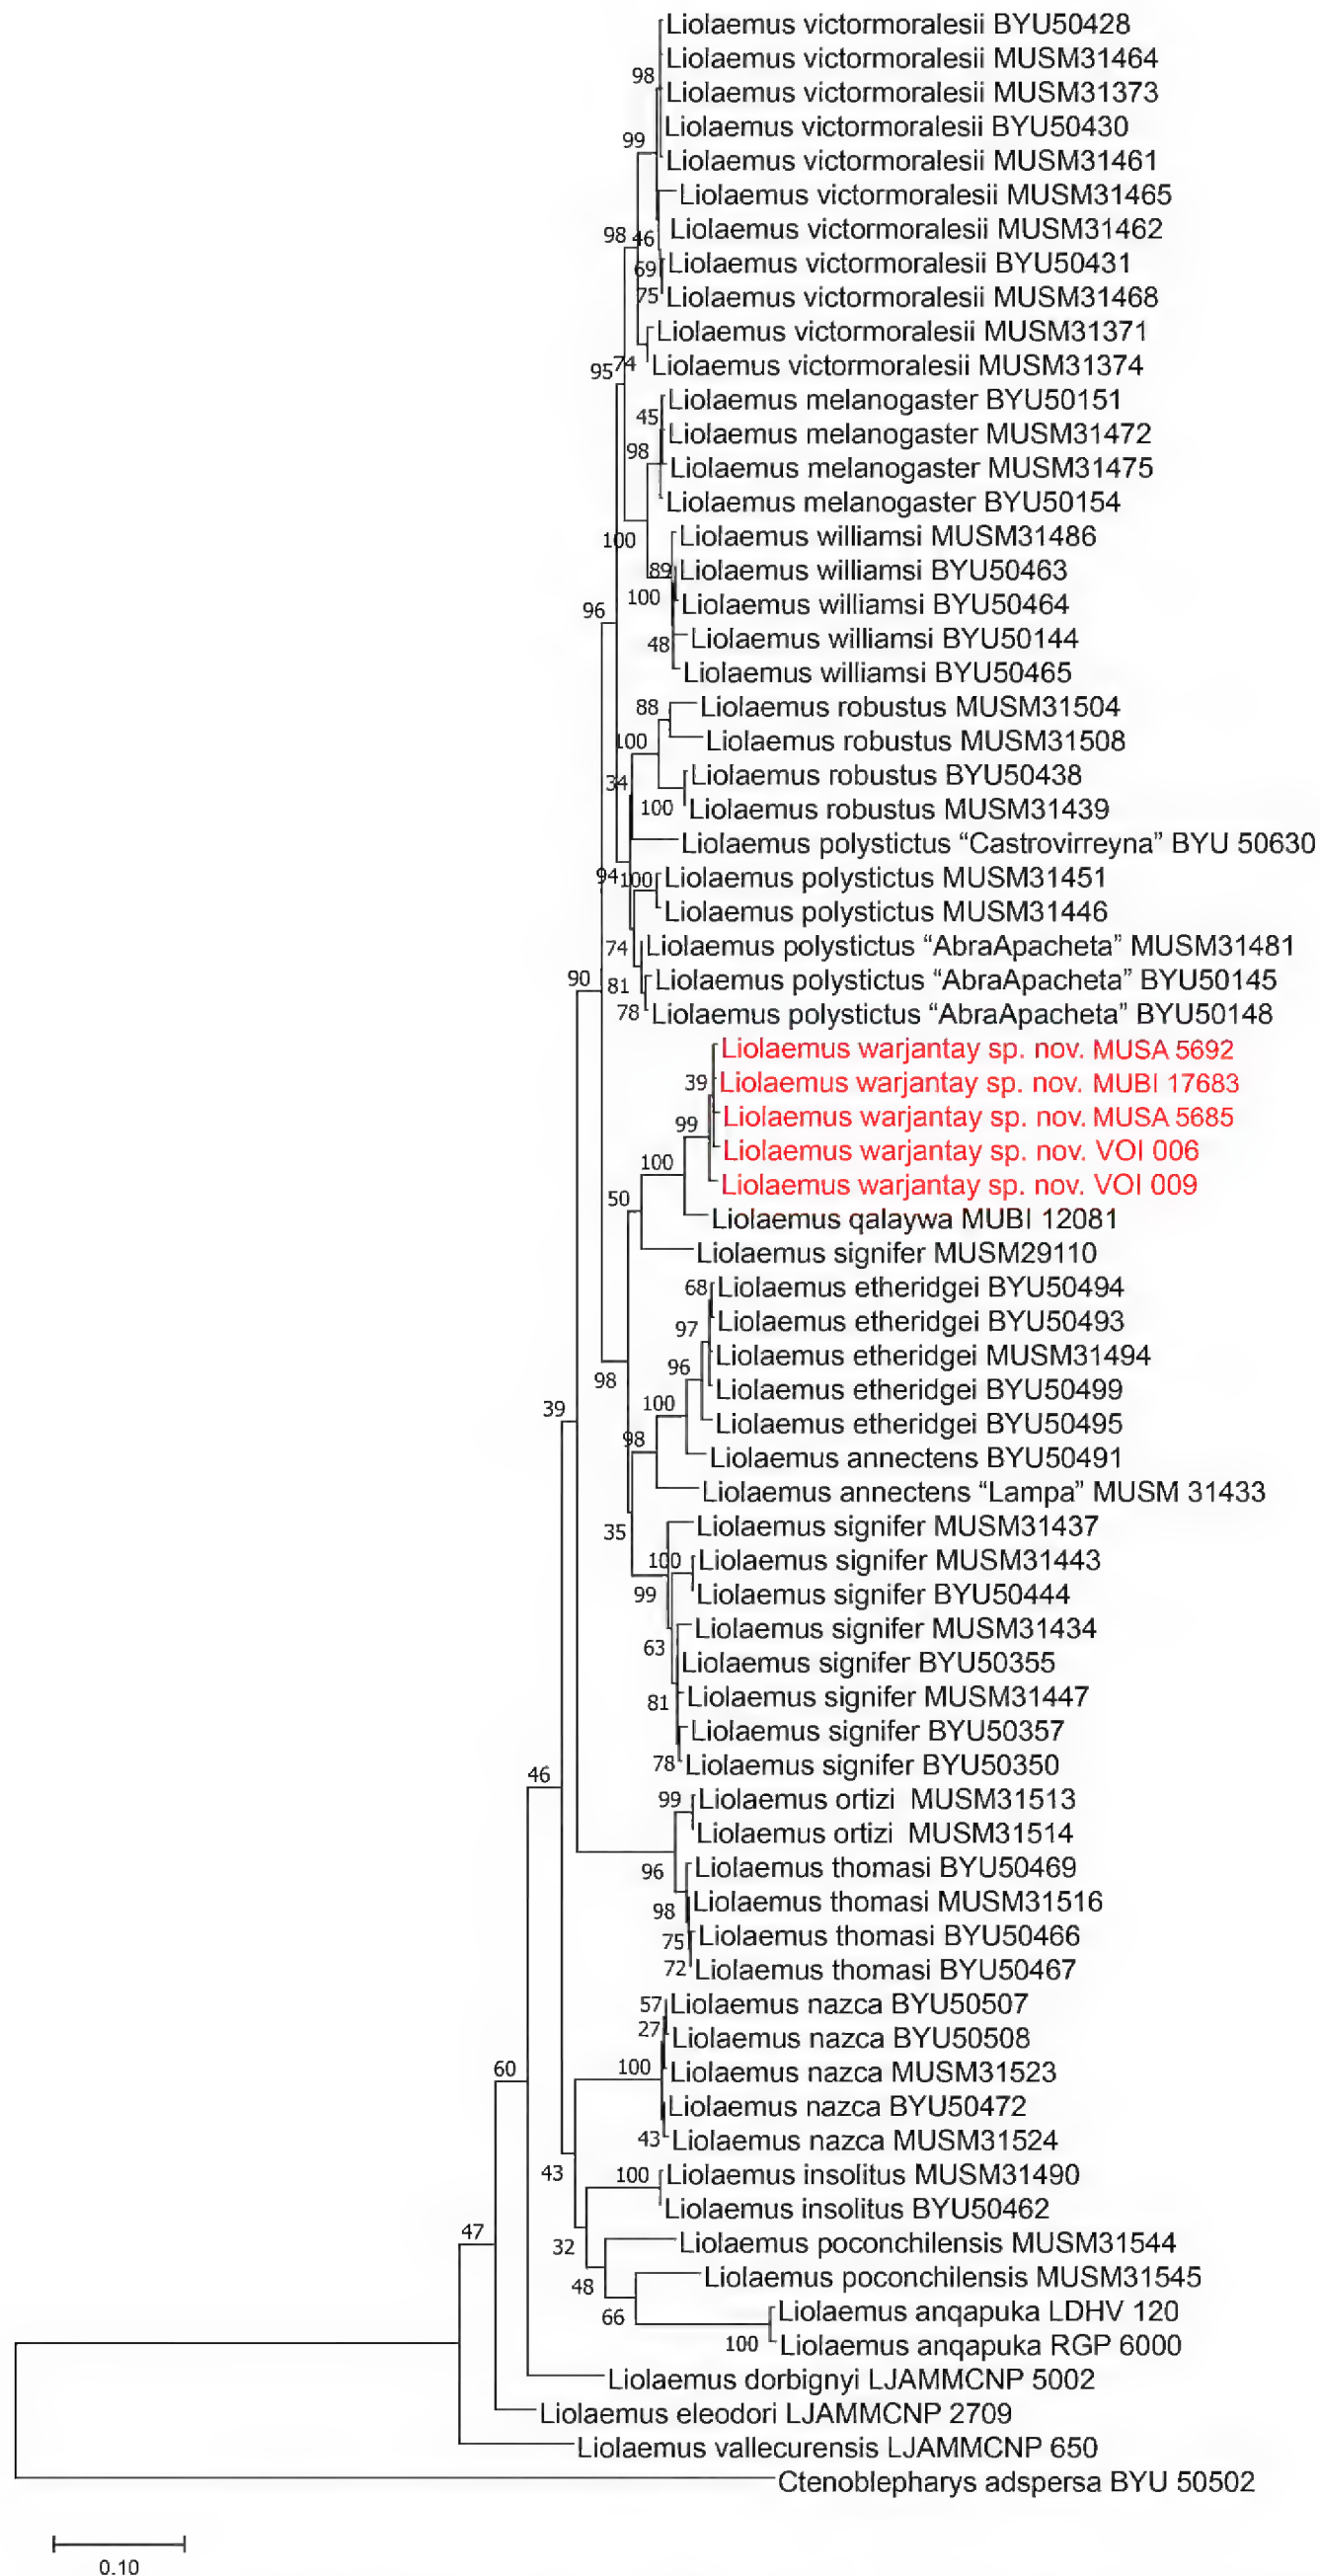 Liolaemus victormoralesii BYU50428
Liolaemus victormoralesii MUSM31464
98
Liolaemus victormoralesii MUSM31373
Liolaemus victormoralesii BYU50430
99
Liolaemus victormoralesii MUSM31461
Liolaemus victormoralesii MUSM31465
Liolaemus victormoralesii MUSM31462
98 46
Liolaemus victormoralesii BYU50431
69
Liolaemus victormoralesii MUSM31468
75
Liolaemus victormoralesii MUSM31371
Liolaemus victormoralesii MUSM31374
95 74
Liolaemus melanogaster BYU50151
45
Liolaemus melanogaster MUSM31472
98
Liolaemus melanogaster MUSM31475
Liolaemus melanogaster BYU50154
Liolaemus williamsi MUSM31486
100
Liolaemus williamsi BYU50463
89
Liolaemus williamsi BYU50464
100
96
Liolaemus williamsi BYU50144
48
Liolaemus williamsi BYU50465
Liolaemus robustus MUSM31504
88
Liolaemus robustus MUSM31508
100
Liolaemus robustus BYU50438
34
Liolaemus robustus MUSM31439
100
Liolaemus polystictus “Castrovirreyna” BYU 50630
Liolaemus polystictus MUSM31451
94 100
Liolaemus polystictus MUSM31446
Liolaemus polystictus “AbraApacheta” MUSM31481
74
Liolaemus polystictus “AbraApacheta” BYU50145
90 81
Liolaemus polystictus “AbraApacheta” BYU50148
78
Liolaemus warjantay sp. nov. MUSA 5692
Liolaemus warjantay sp. nov. MUBI 17683
39
Liolaemus warjantay sp. nov. MUSA 5685
99
Liolaemus warjantay sp. nov. VOI 006
100
Liolaemus warjantay sp. nov. VOI 009
50
Liolaemus qalaywa MUBI 12081
Liolaemus signifer MUSM29110
Liolaemus etheridgei BYU50494
68
Liolaemus etheridgei BYU50493
97
Liolaemus etheridgei MUSM31494
96
Liolaemus etheridgei BYU50499
98
Liolaemus etheridgei BYU50495
39 100
98
Liolaemus annectens BYU50491
Liolaemus annectens “Lampa” MUSM 31433
Liolaemus signifer MUSM31437
35
Liolaemus signifer MUSM31443
100
Liolaemus signifer BYU50444
99
Liolaemus signifer MUSM31434
63
Liolaemus signifer BYU50355
Liolaemus signifer MUSM31447
81
Liolaemus signifer BYU50357
Liolaemus signifer BYU50350
78
46
Liolaemus ortizi MUSM31513
99
Liolaemus ortizi MUSM31514
Liolaemus thomasi BYU50469
96
Liolaemus thomasi MUSM31516
98
Liolaemus thomasi BYU50466
75
Liolaemus thomasi BYU50467
72
Liolaemus nazca BYU50507
57
Liolaemus nazca BYU50508
27
Liolaemus nazca MUSM31523
60 100
Liolaemus nazca BYU50472
Liolaemus nazca MUSM31524
43
Liolaemus insolitus MUSM31490
43 100
Liolaemus insolitus BYU50462
Liolaemus poconchilensis MUSM31544
47 32
Liolaemus poconchilensis MUSM31545
48
Liolaemus anqapuka LDHV 120
66
Liolaemus anqapuka RGP 6000
100
Liolaemus dorbignyi LJAMMCNP 5002
Liolaemus eleodori LJAMMCNP 2709
Liolaemus vallecurensis LJAMMCNP 650
Ctenoblepharys adspersa BYU 50502
0.10